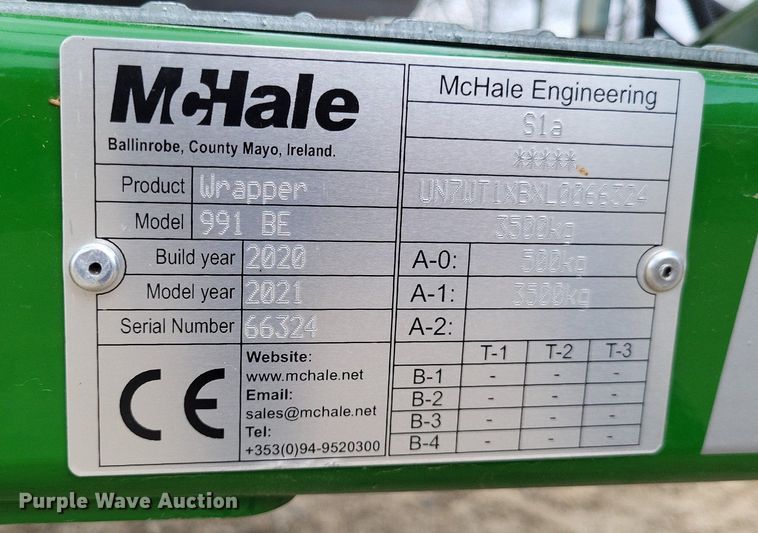 McHale
Ballinrobe, County Mayo, Ireland.
Product Wrapper
Model 991 BE
Build year 2020
Model year 2021
Serial Number 66324
CE
Website:
www.mchale.net
Email:
sales@mchale.net
Tel:
+353(0)94-9520300
McHale Engineering
S1a
*****
UN7WT1XBXL0066324
3500kg
A-0: 500kg
A-1: 3500kg
A-2:
T-1 T-2 T-3
B-1 - - -
B-2 - - -
B-3 - - -
B-4 - - -
Purple Wave Auction